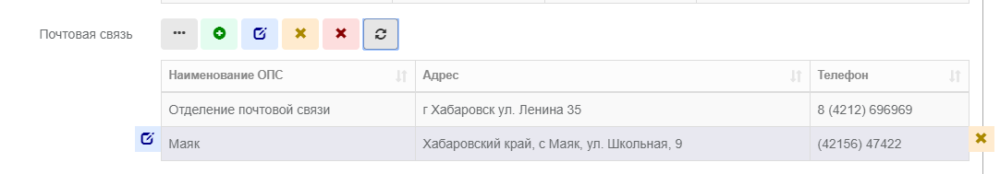 Почтовая связь
Наименование ОПС Адрес Телефон
Отделение почтовой связи г Хабаровск ул. Ленина 35 8 (4212) 696969
Маяк Хабаровский край, с Маяк, ул. Школьная, 9 (42156) 47422